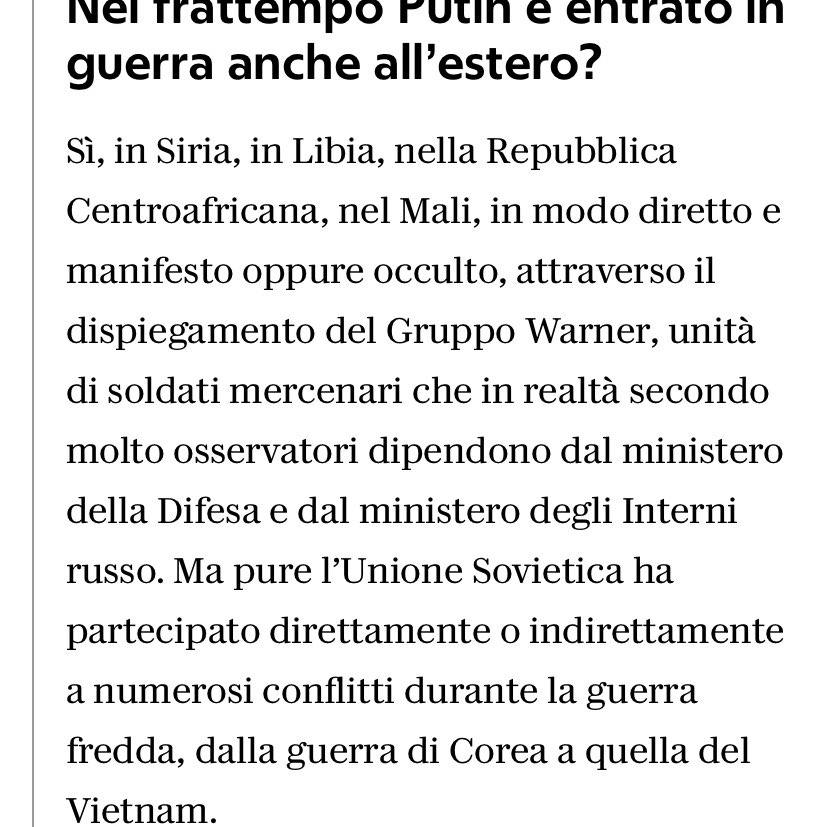 Nel frattempo Putin è entrato in
guerra anche all’estero?
Sì, in Siria, in Libia, nella Repubblica
Centroafricana, nel Mali, in modo diretto e
manifesto oppure occulto, attraverso il
dispiegamento del Gruppo Warner, unità
di soldati mercenari che in realtà secondo
molto osservatori dipendono dal ministero
della Difesa e dal ministero degli Interni
russo. Ma pure l’Unione Sovietica ha
partecipato direttamente o indirettamente
a numerosi conflitti durante la guerra
fredda, dalla guerra di Corea a quella del
Vietnam.